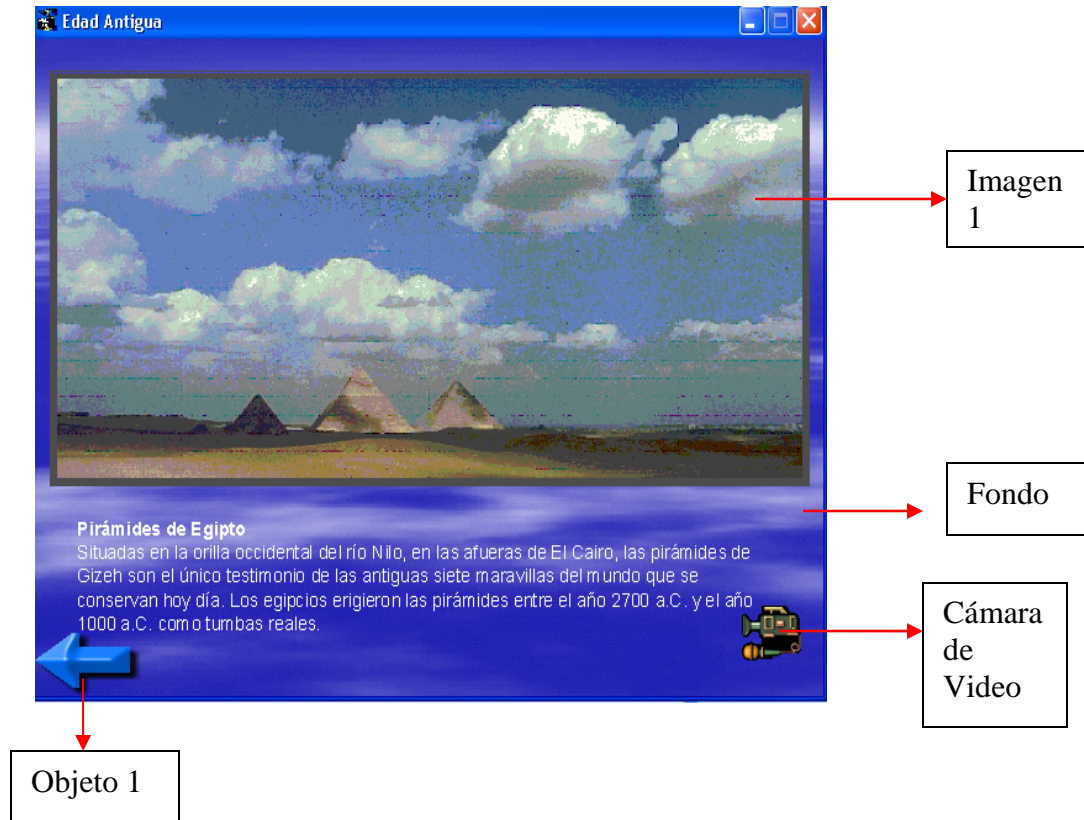 Edad Antigua
Imagen
1
Fondo
Pirámides de Egipto
Situadas en la orilla occidental del río Nilo, en las afueras de El Cairo, las pirámides de
Gizeh son el único testimonio de las antiguas siete maravillas del mundo que se
conservan hoy día. Los egipcios erigieron las pirámides entre el año 2700 a.C. y el año
1000 a.C. como tumbas reales.
Cámara
de
Video
Objeto 1